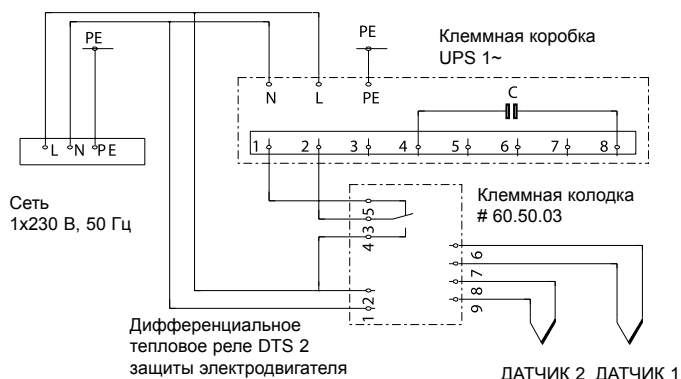 PE
PE
Клеммная коробка
UPS 1~
C
N L PE
L N PE
1 2 3 4 5 6 7 8
Сеть
1x230 В, 50 Гц
Клеммная колодка
# 60.50.03
5
3
4
6
7
2
8
1
9
Дифференциальное
тепловое реле DTS 2
защиты электродвигателя
ДАТЧИК 2 ДАТЧИК 1